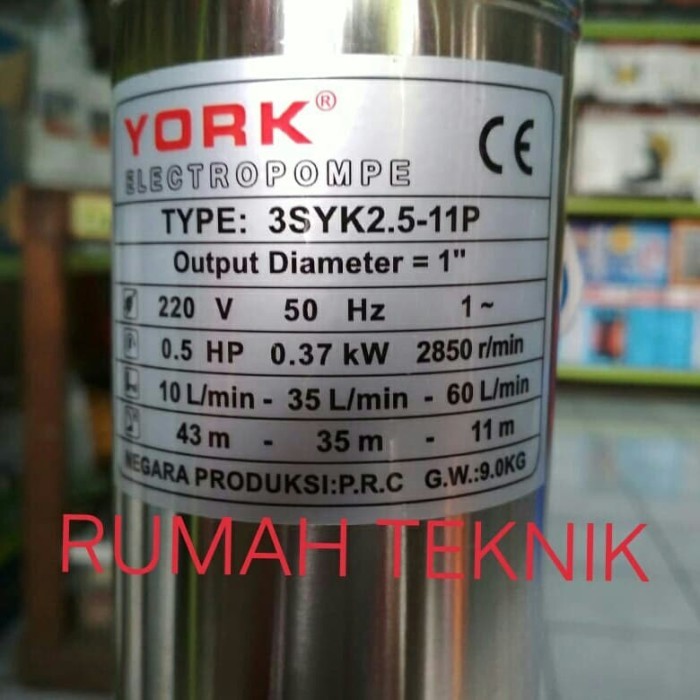 YORK®
CE
ELECTROPOMPE
TYPE: 3SYK2.5-11P
Output Diameter = 1"
220 V 50 Hz 1~
0.5 HP 0.37 kW 2850 r/min
10 L/min - 35 L/min - 60 L/min
43 m - 35 m - 11 m
NEGARA PRODUKSI:P.R.C G.W.:9.0KG
RUMAH TEKNIK